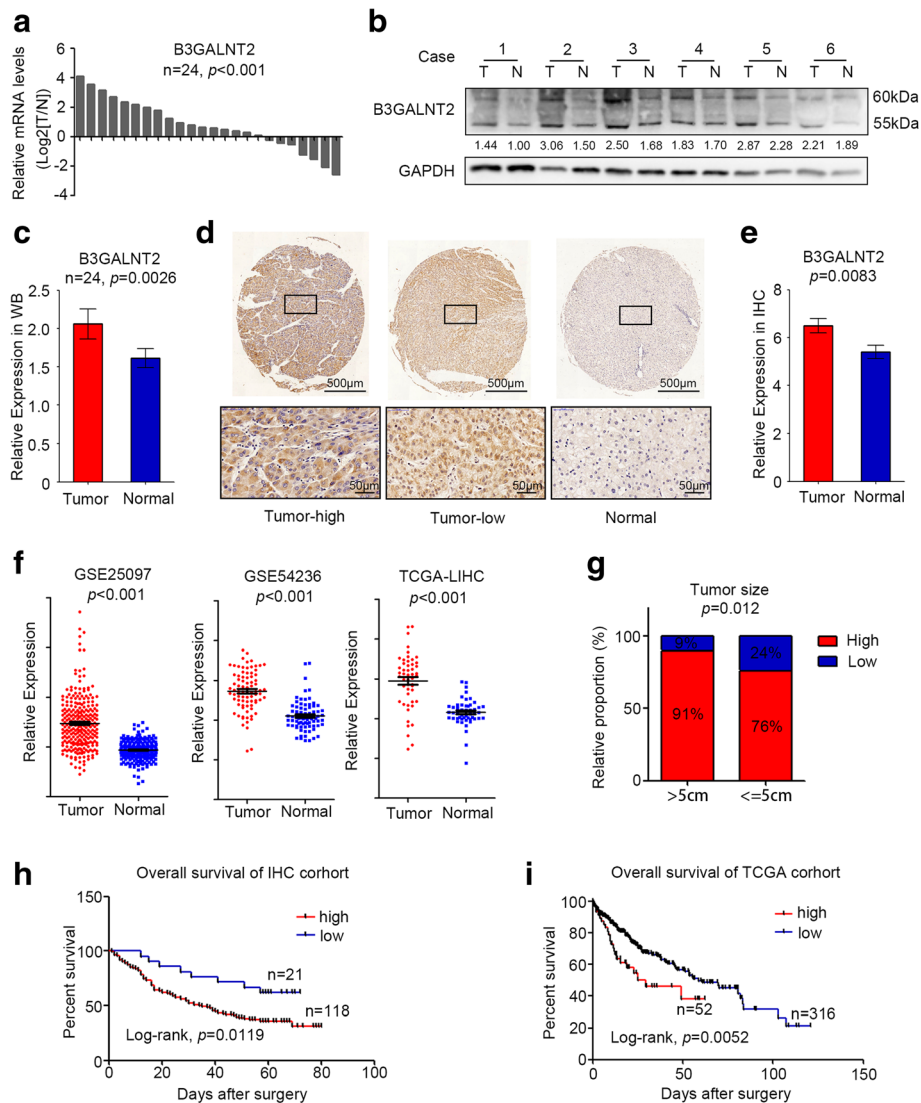 a
B3GALNT2
n=24, p<0.001
Relative mRNA levels
(Log2[T/N])
6
4
2
0
-2
-4
b
Case 1 2 3 4 5 6
T N T N T N T N T N T N
B3GALNT2
60kDa
55kDa
1.44 1.00 3.06 1.50 2.50 1.68 1.83 1.70 2.87 2.28 2.21 1.89
GAPDH
c
B3GALNT2
n=24, p=0.0026
Relative Expression in WB
2.5
2.0
1.5
1.0
0.5
0
Tumor Normal
d
500μm 500μm 500μm
50μm 50μm 50μm
Tumor-high Tumor-low Normal
e
B3GALNT2
p=0.0083
Relative Expression in IHC
8
6
4
2
0
Tumor Normal
f
GSE25097
p<0.001
Relative Expression
Tumor Normal
GSE54236
p<0.001
Relative Expression
Tumor Normal
TCGA-LIHC
p<0.001
Relative Expression
Tumor Normal
g
Tumor size
p=0.012
Relative proportion (%)
100
50
0
9%
91%
24%
76%
>5cm <=5cm
High
Low
h
Overall survival of IHC corhort
Percent survival
150
100
50
0
high
low
n=21
n=118
Log-rank, p=0.0119
0 20 40 60 80 100
Days after surgery
i
Overall survival of TCGA cohort
Percent survival
100
80
60
40
20
0
high
low
n=52
n=316
Log-rank, p=0.0052
0 50 100 150
Days after surgery